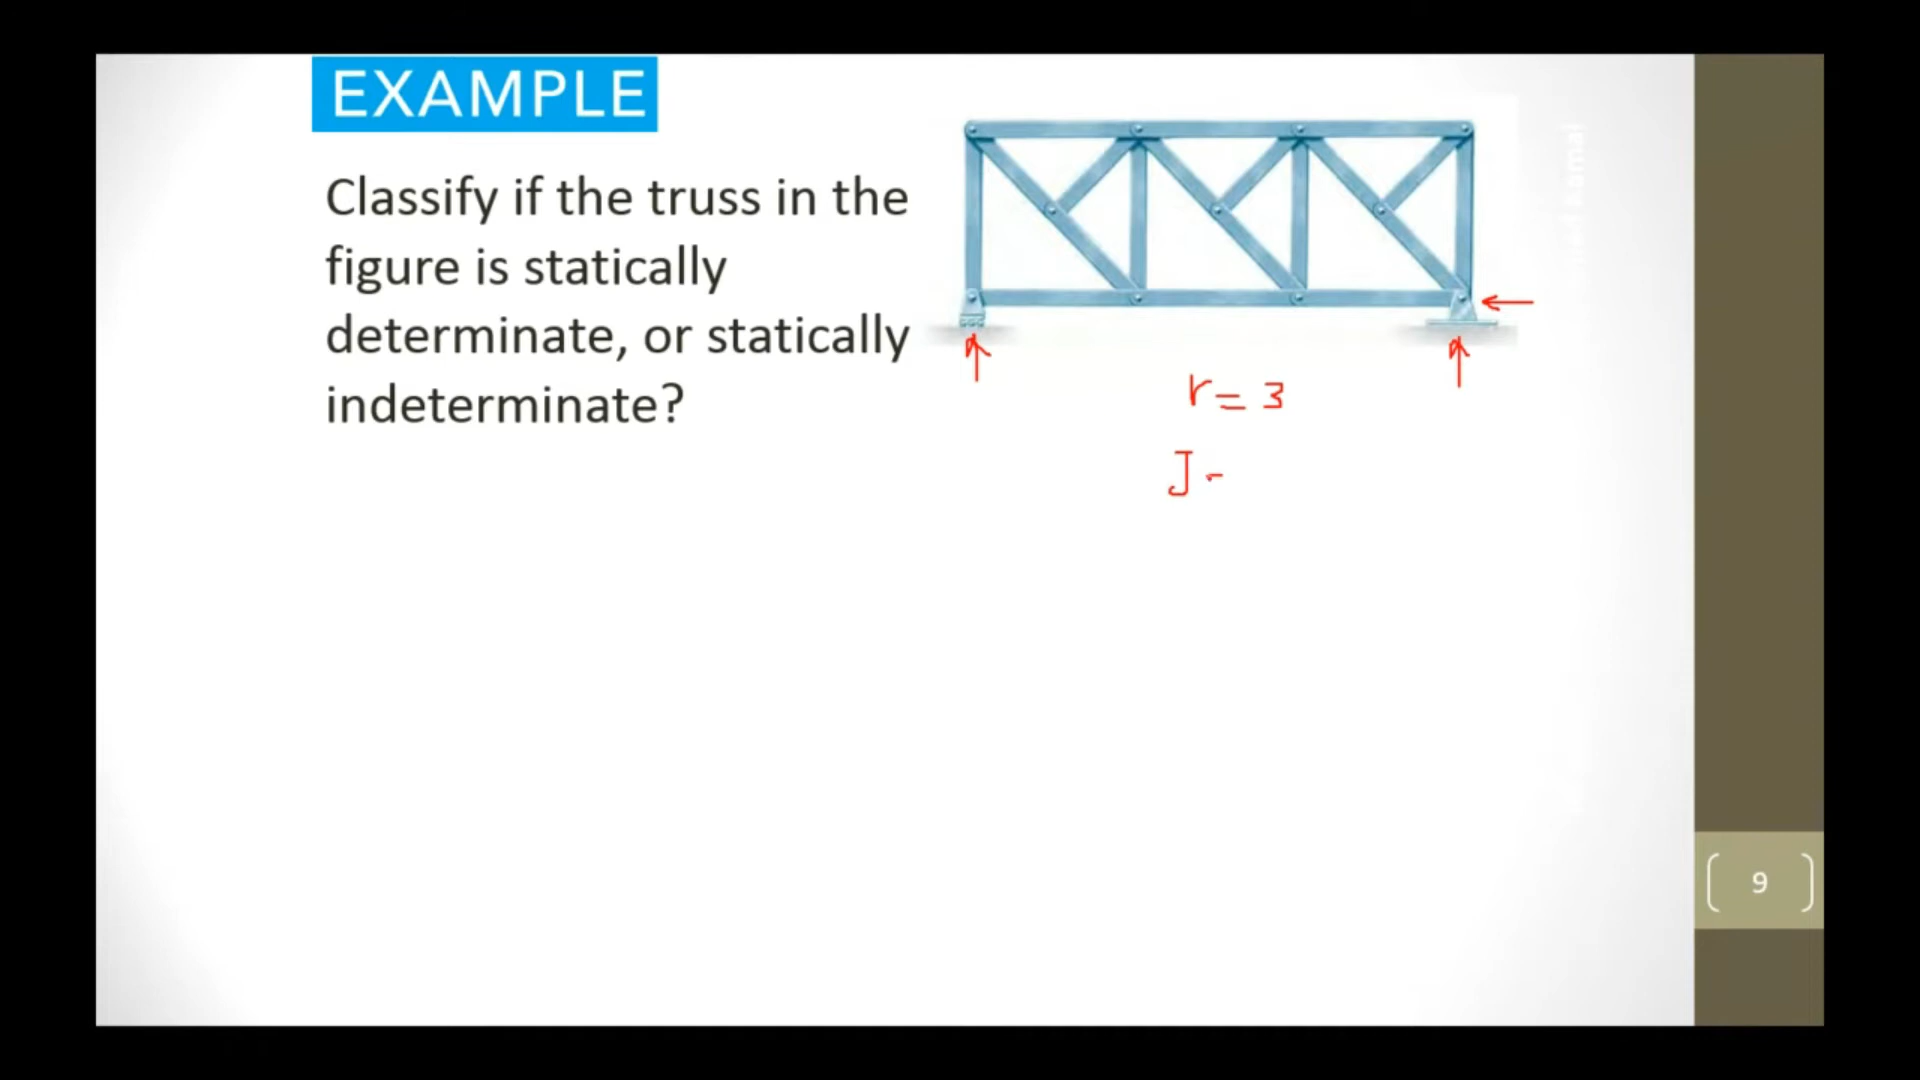 EXAMPLE
Classify if the truss in the
figure is statically
determinate, or statically
indeterminate?
r = 3
J -
9